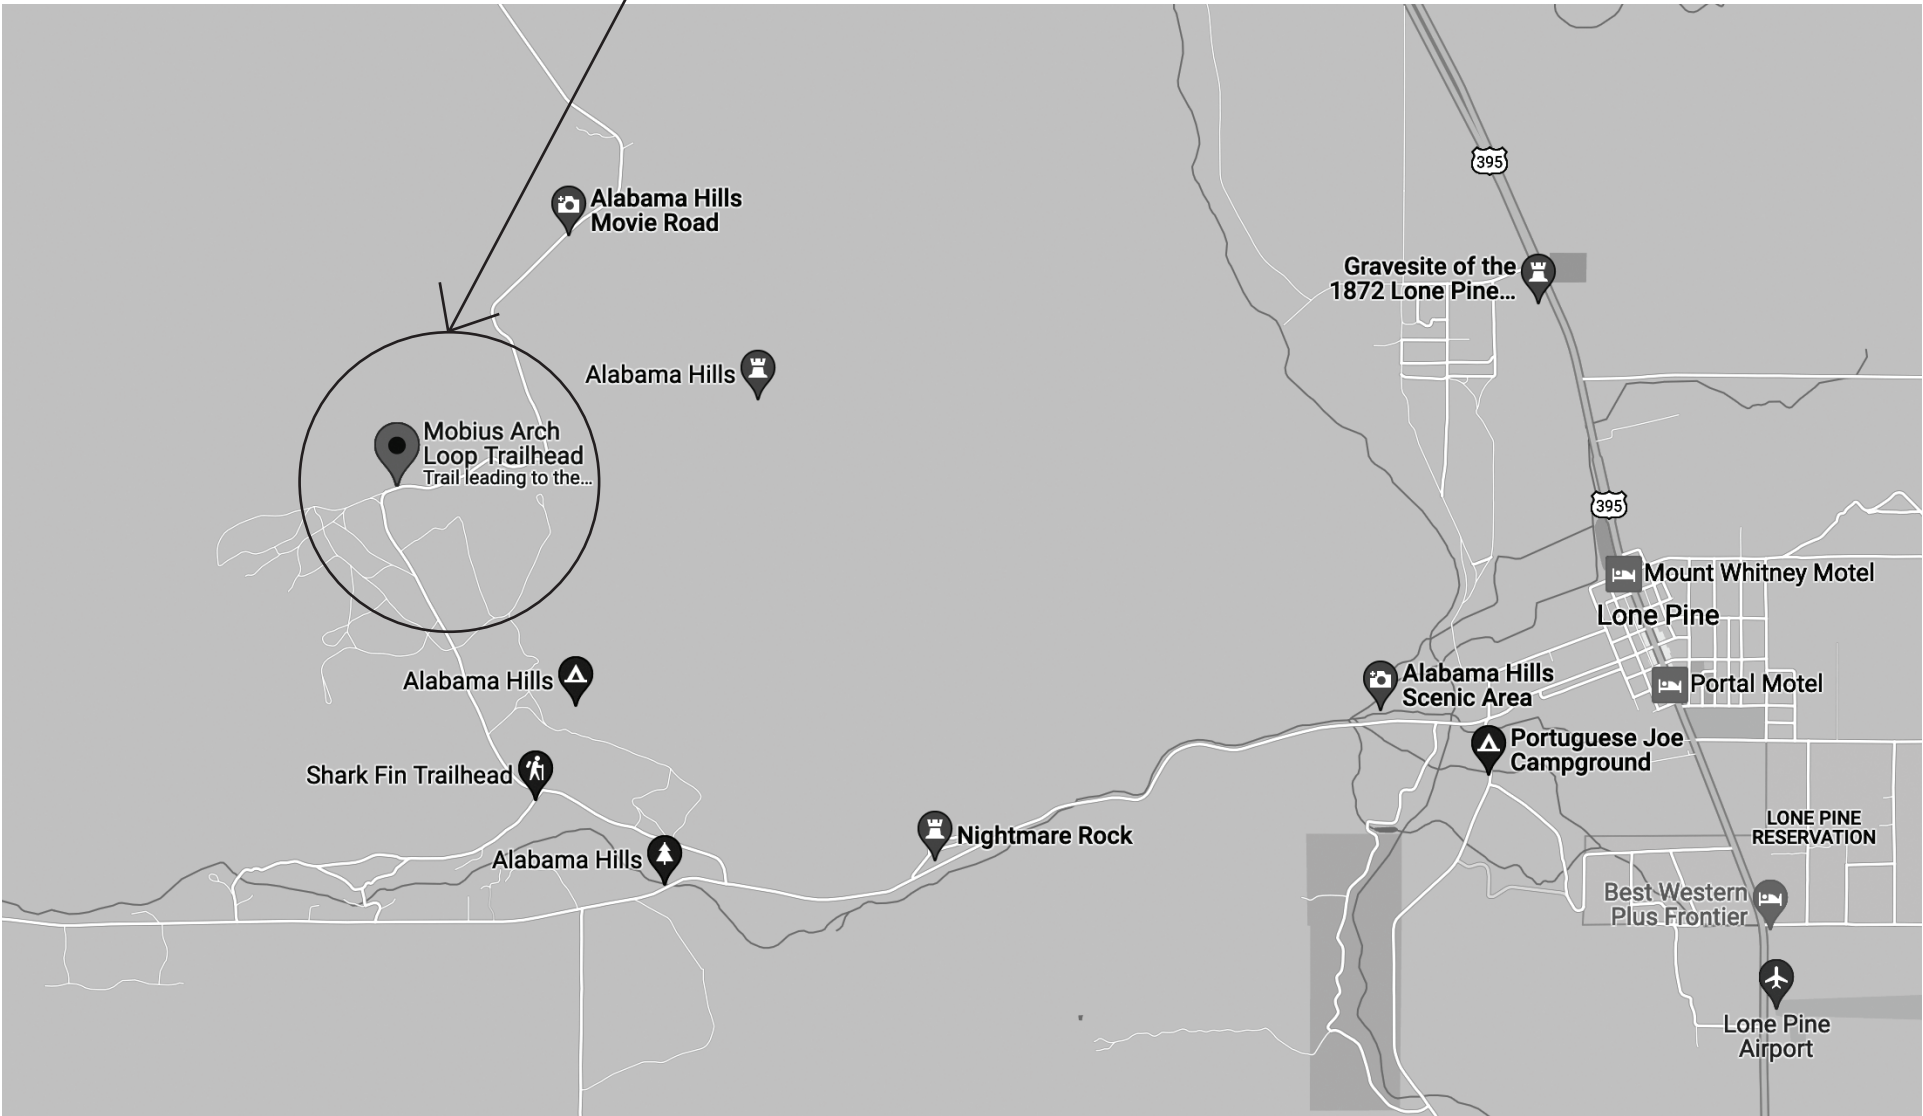 395
Alabama Hills
Movie Road
Gravesite of the
1872 Lone Pine...
Alabama Hills
Mobius Arch
Loop Trailhead
Trail leading to the...
395
Mount Whitney Motel
Lone Pine
Alabama Hills
Alabama Hills
Scenic Area
Portal Motel
Portuguese Joe
Campground
Shark Fin Trailhead
LONE PINE
RESERVATION
Nightmare Rock
Alabama Hills
Best Western
Plus Frontier
Lone Pine
Airport